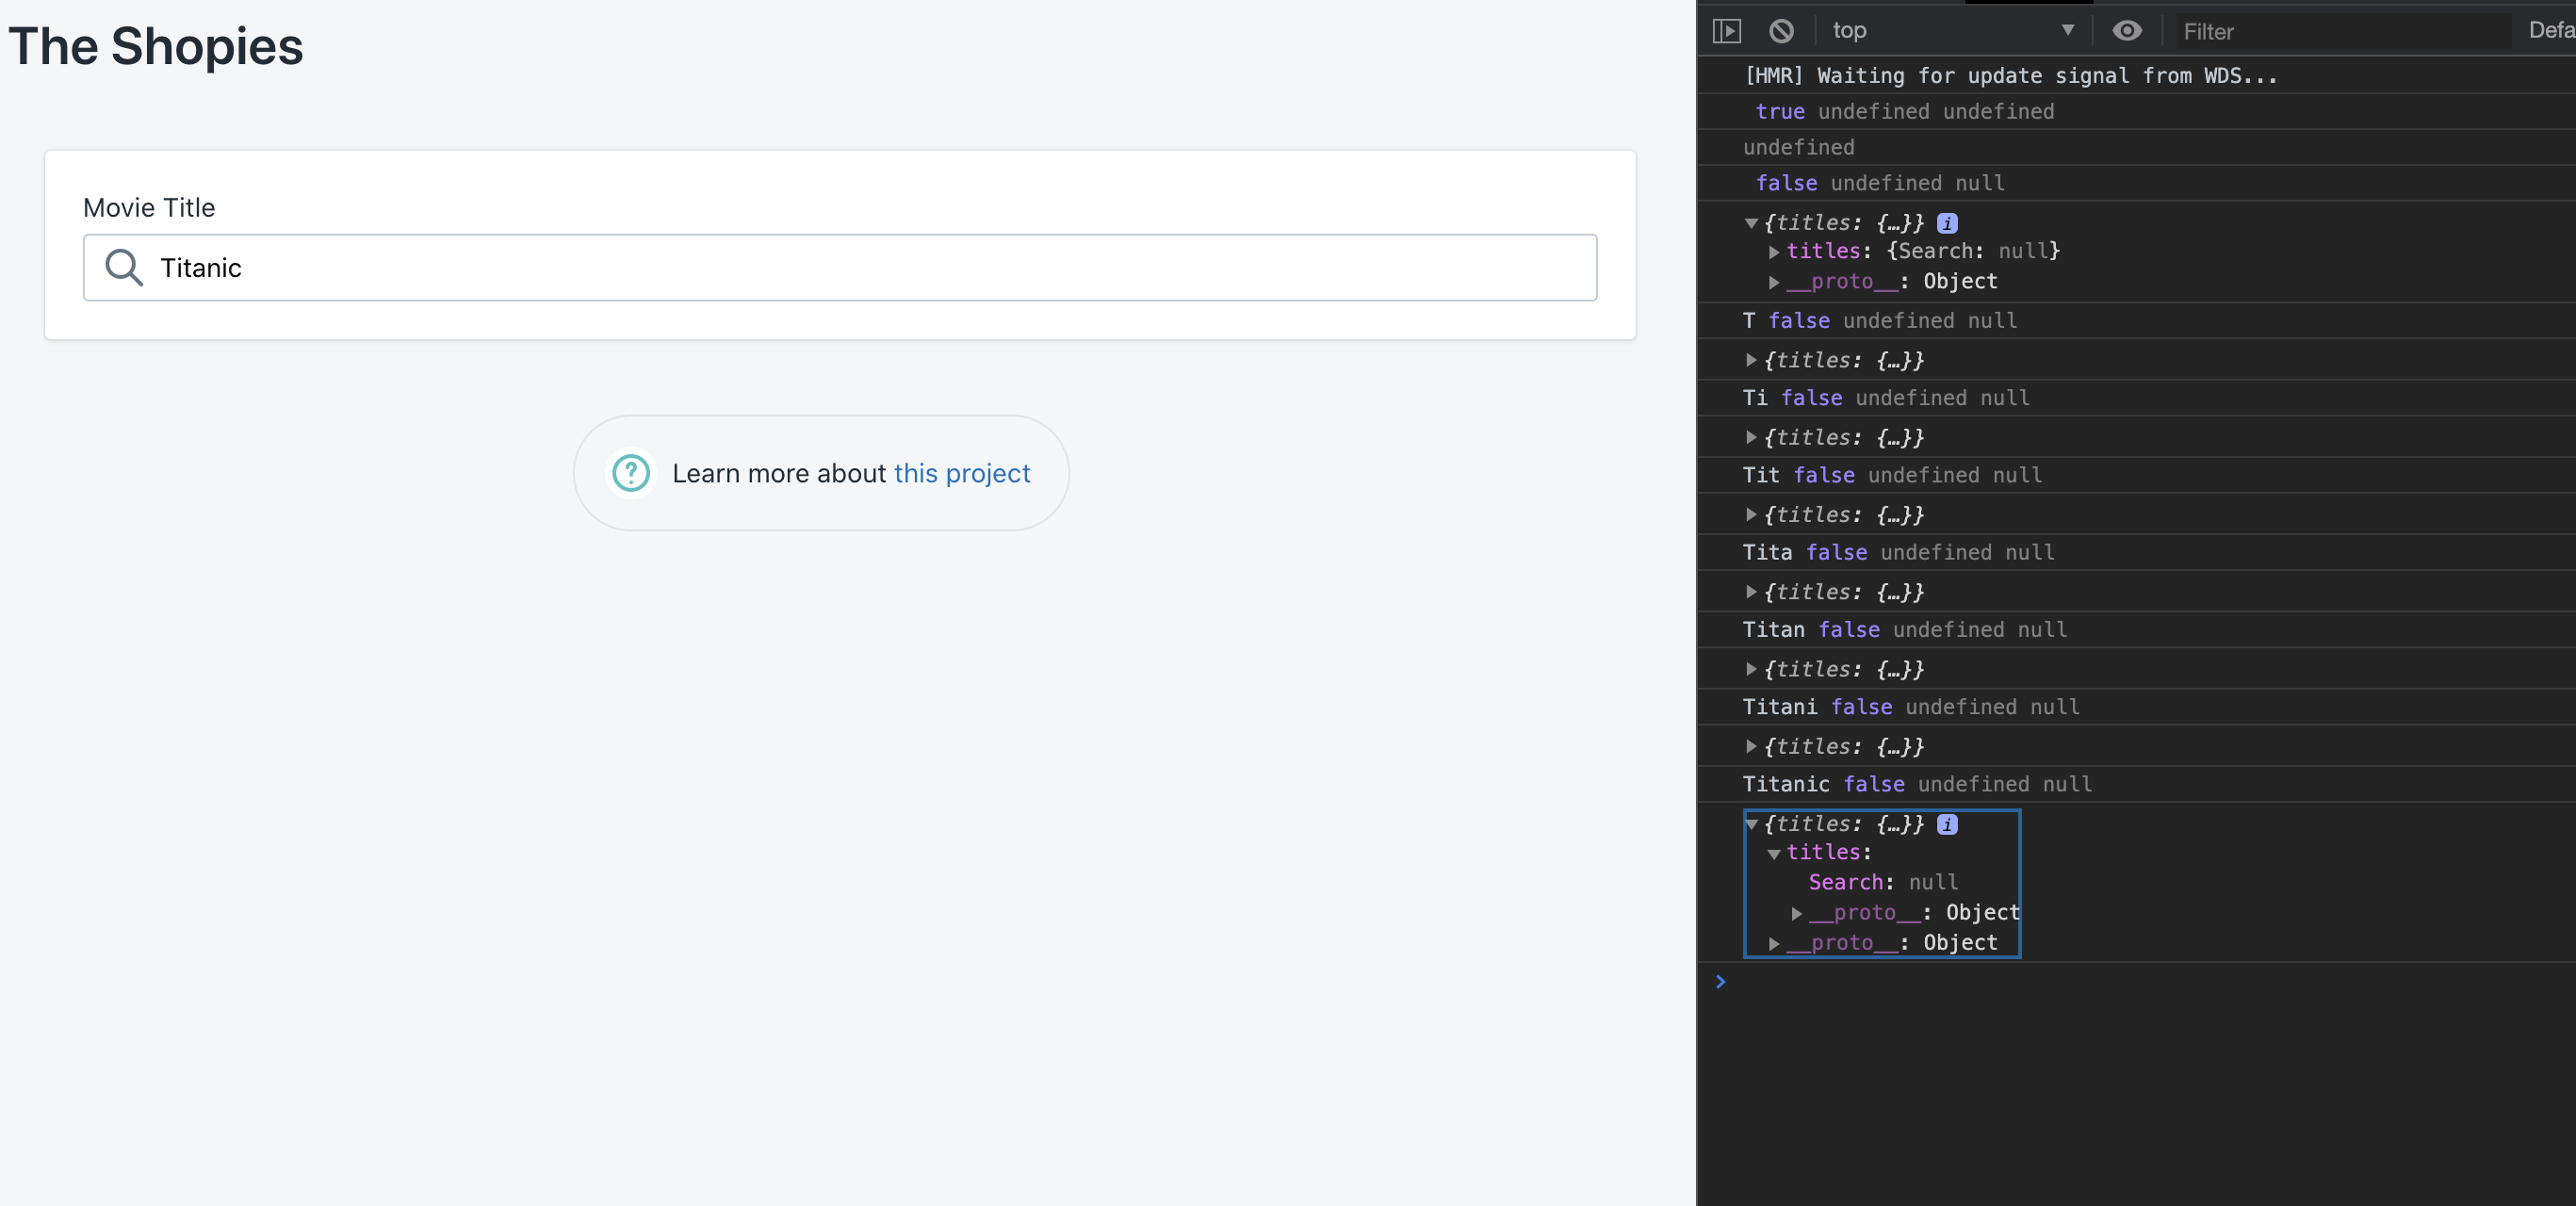 The Shopies
Movie Title
Titanic
Learn more about this project
top Filter Defa
[HMR] Waiting for update signal from WDS...
true undefined undefined
undefined
false undefined null
{titles: {…}} i
titles: {Search: null}
__proto__: Object
T false undefined null
{titles: {…}}
Ti false undefined null
{titles: {…}}
Tit false undefined null
{titles: {…}}
Tita false undefined null
{titles: {…}}
Titan false undefined null
{titles: {…}}
Titani false undefined null
{titles: {…}}
Titanic false undefined null
{titles: {…}} i
titles:
Search: null
__proto__: Object
__proto__: Object